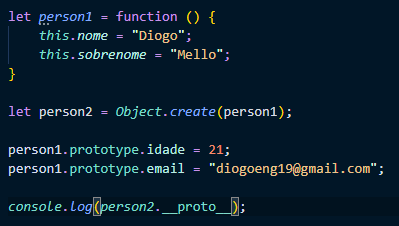 let person1 = function () {
    this.nome = "Diogo";
    this.sobrenome = "Mello";
}
let person2 = Object.create(person1);
person1.prototype.idade = 21;
person1.prototype.email = "diogoeng19@gmail.com";
console.log(person2.__proto__);